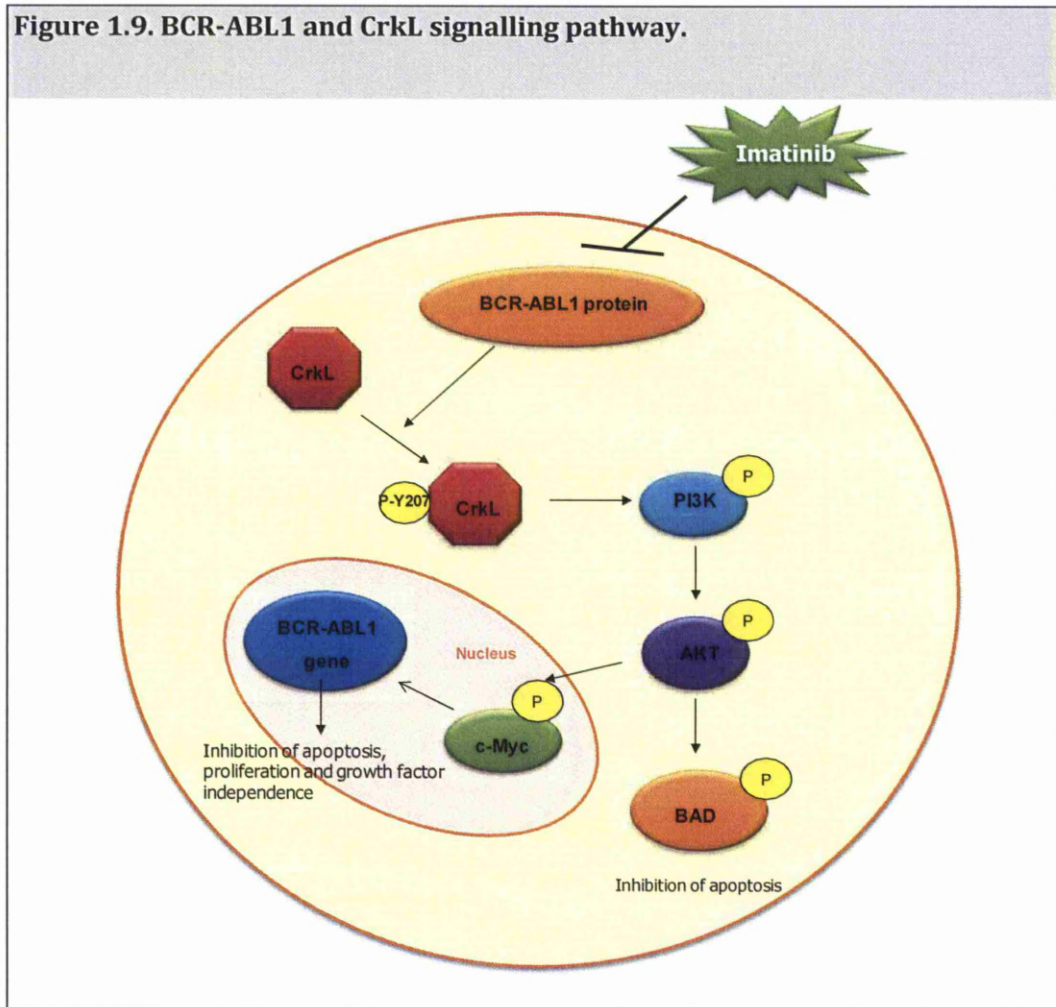 Figure 1.9. BCR-ABL1 and CrkL signalling pathway.
Imatinib
BCR-ABL1 protein
CrkL
P-Y207
CrkL
PI3K
P
BCR-ABL1
gene
Nucleus
AKT
P
P
c-Myc
Inhibition of apoptosis,
proliferation and growth factor
independence
P
BAD
Inhibition of apoptosis